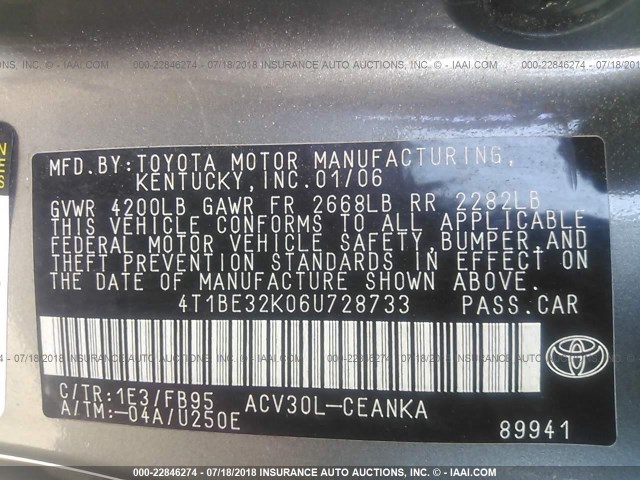 000-22846274 - 07/18/2018 INSURANCE AUTO AUCTIONS, INC. © - IAAI.COM
MFD.BY:TOYOTA MOTOR MANUFACTURING,
KENTUCKY,INC.01/06
GVWR 4200LB GAWR FR 2668LB RR 2282LB
THIS VEHICLE CONFORMS TO ALL APPLICABLE
FEDERAL MOTOR VEHICLE SAFETY,BUMPER,AND
THEFT PREVENTION STANDARDS IN EFFECT ON
THE DATE OF MANUFACTURE SHOWN ABOVE.
4T1BE32K06U728733 PASS.CAR
C/TR:1E3/FB95 ACV30L-CEANKA
A/TM:-04A/U250E
89941
000-22846274 - 07/18/2018 INSURANCE AUTO AUCTIONS, INC. © - IAAI.COM